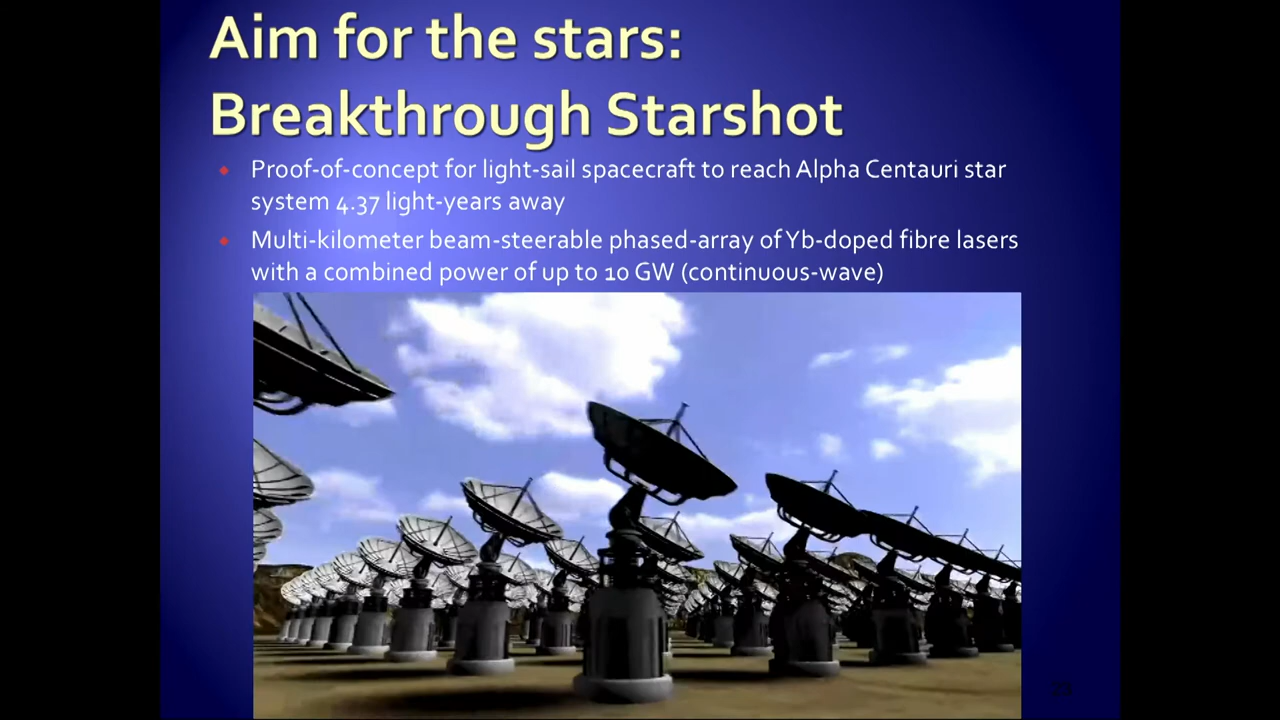 Aim for the stars:
Breakthrough Starshot
Proof-of-concept for light-sail spacecraft to reach Alpha Centauri star
system 4.37 light-years away
Multi-kilometer beam-steerable phased-array of Yb-doped fibre lasers
with a combined power of up to 10 GW (continuous-wave)